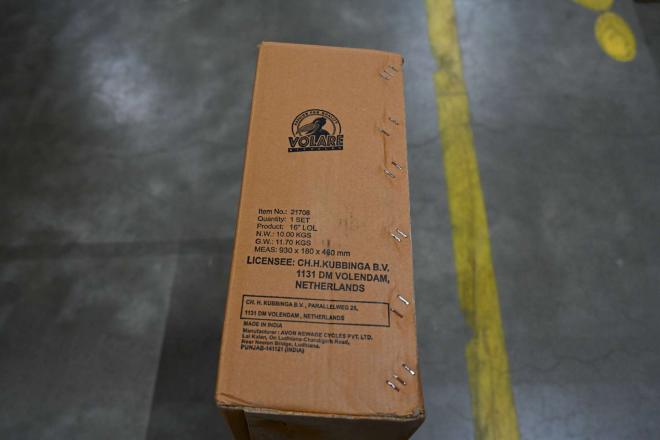 VOLARE
BICYCLES
Item No.: 21708
Quantity: 1 SET
Product: 16" LOL
N.W.: 10.00 KGS
G.W.: 11.70 KGS
MEAS: 930 x 180 x 460 mm
LICENSEE: CH.H.KUBBINGA B.V.
1131 DM VOLENDAM,
NETHERLANDS
CH. H. KUBBINGA B.V., PARALLELWEG 25,
1131 DM VOLENDAM, NETHERLANDS
MADE IN INDIA
Manufacturer: AVON NEWAGE CYCLES PVT. LTD.
Lal Kalan, On Ludhiana-Chandigarh Road,
Near Neelon Bridge, Ludhiana.
PUNJAB-141121 (INDIA)